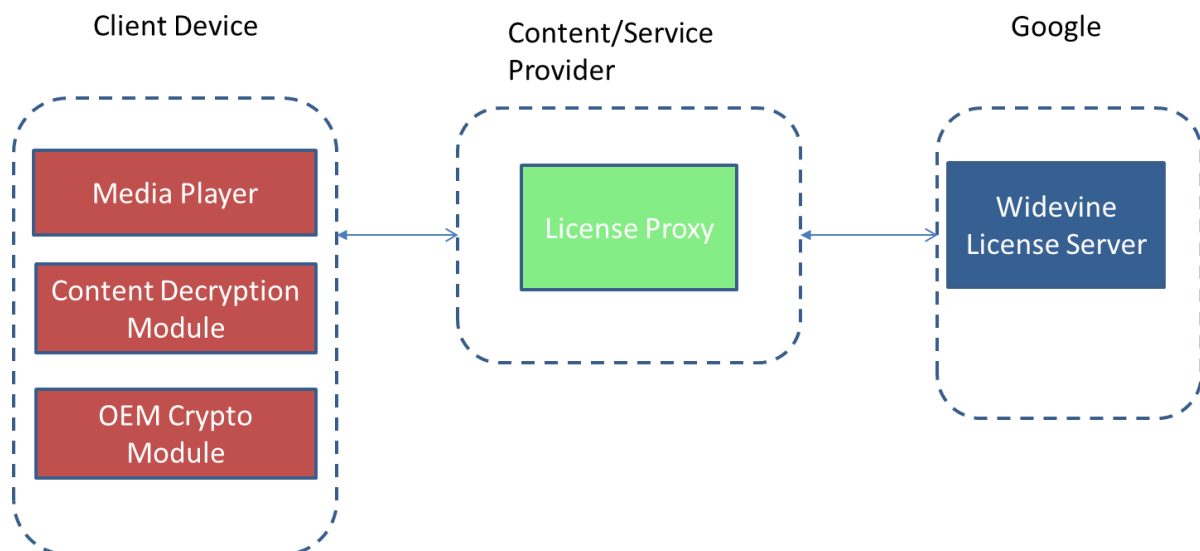 Client Device
Content/Service
Provider
Google
Media Player
Content Decryption
Module
OEM Crypto
Module
License Proxy
Widevine
License Server